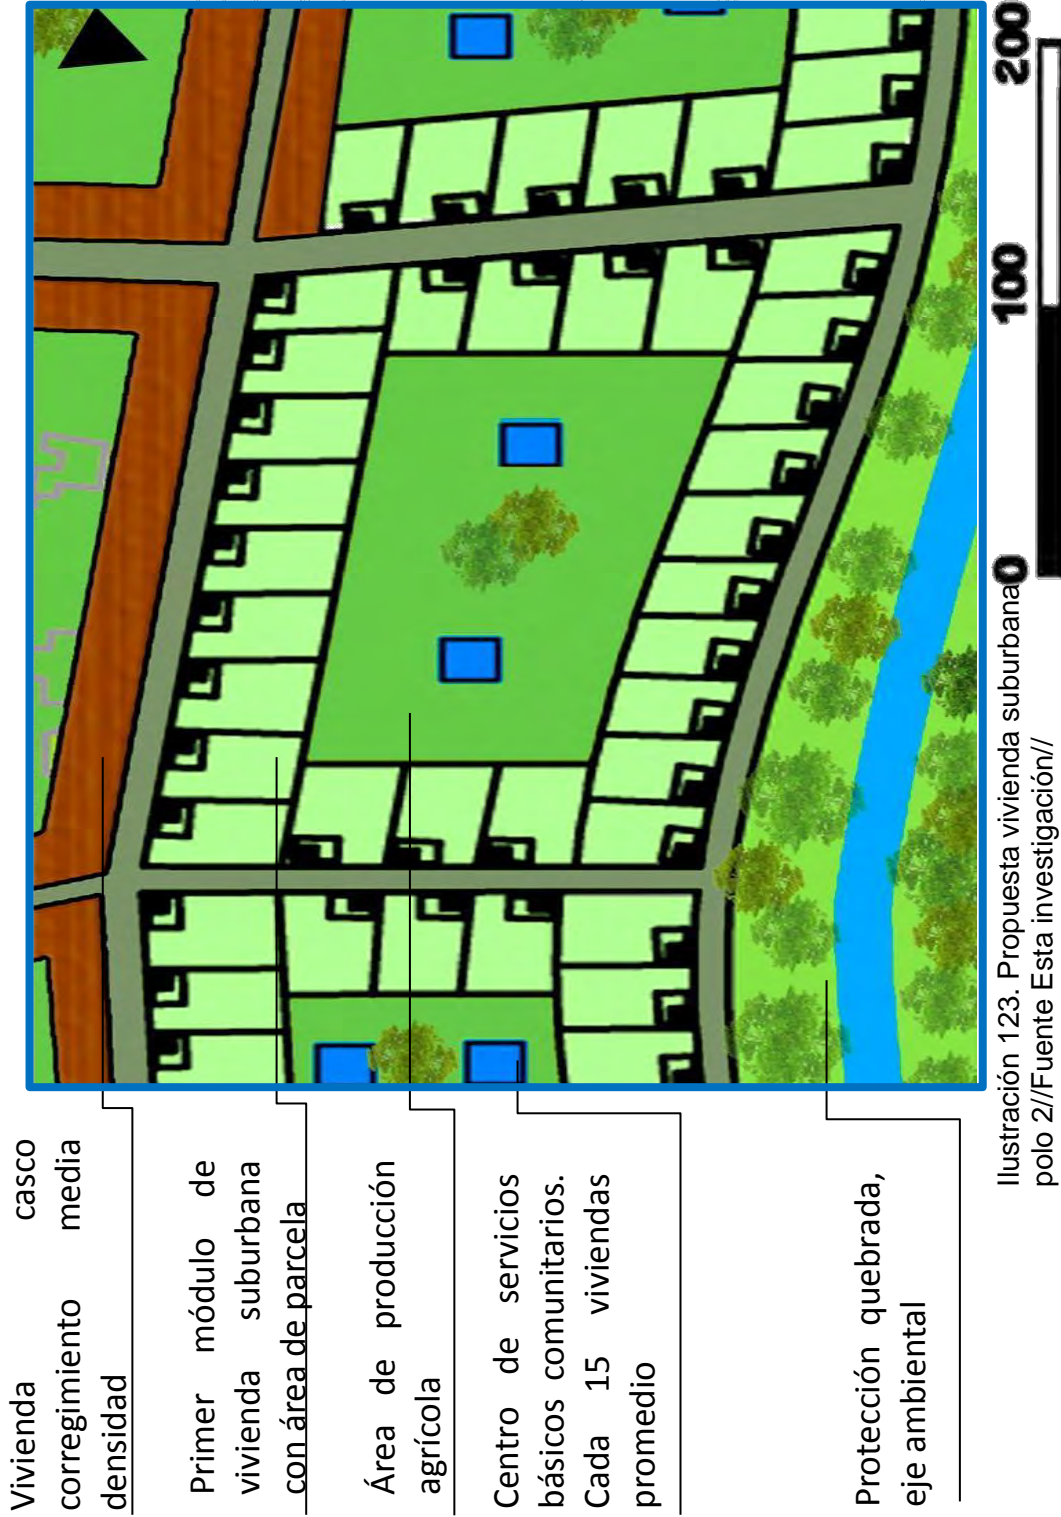 Vivienda casco
corregimiento media
densidad
Primer módulo de
vivienda suburbana
con área de parcela
Área de producción
agrícola
Centro de servicios
básicos comunitarios.
Cada 15 viviendas
promedio
Protección quebrada,
eje ambiental
Ilustración 123. Propuesta vivienda suburbana
polo 2//Fuente Esta investigación//
0 100 200